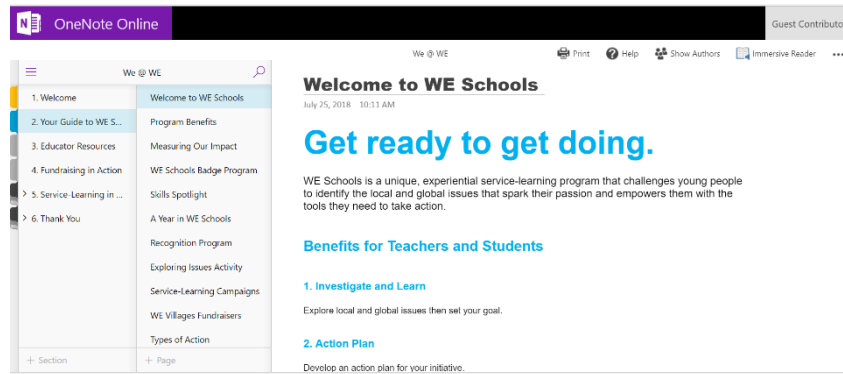 N OneNote Online
Guest Contributo
We @ WE
Print Help Show Authors Immersive Reader ...
We @ WE
1. Welcome
2. Your Guide to WE S...
3. Educator Resources
4. Fundraising in Action
> 5. Service-Learning in ...
> 6. Thank You
+ Section
Welcome to WE Schools
Program Benefits
Measuring Our Impact
WE Schools Badge Program
Skills Spotlight
A Year in WE Schools
Recognition Program
Exploring Issues Activity
Service-Learning Campaigns
WE Villages Fundraisers
Types of Action
+ Page
Welcome to WE Schools
July 25, 2018 10:11 AM
Get ready to get doing.
WE Schools is a unique, experiential service-learning program that challenges young people
to identify the local and global issues that spark their passion and empowers them with the
tools they need to take action.
Benefits for Teachers and Students
1. Investigate and Learn
Explore local and global issues then set your goal.
2. Action Plan
Develop an action plan for your initiative.